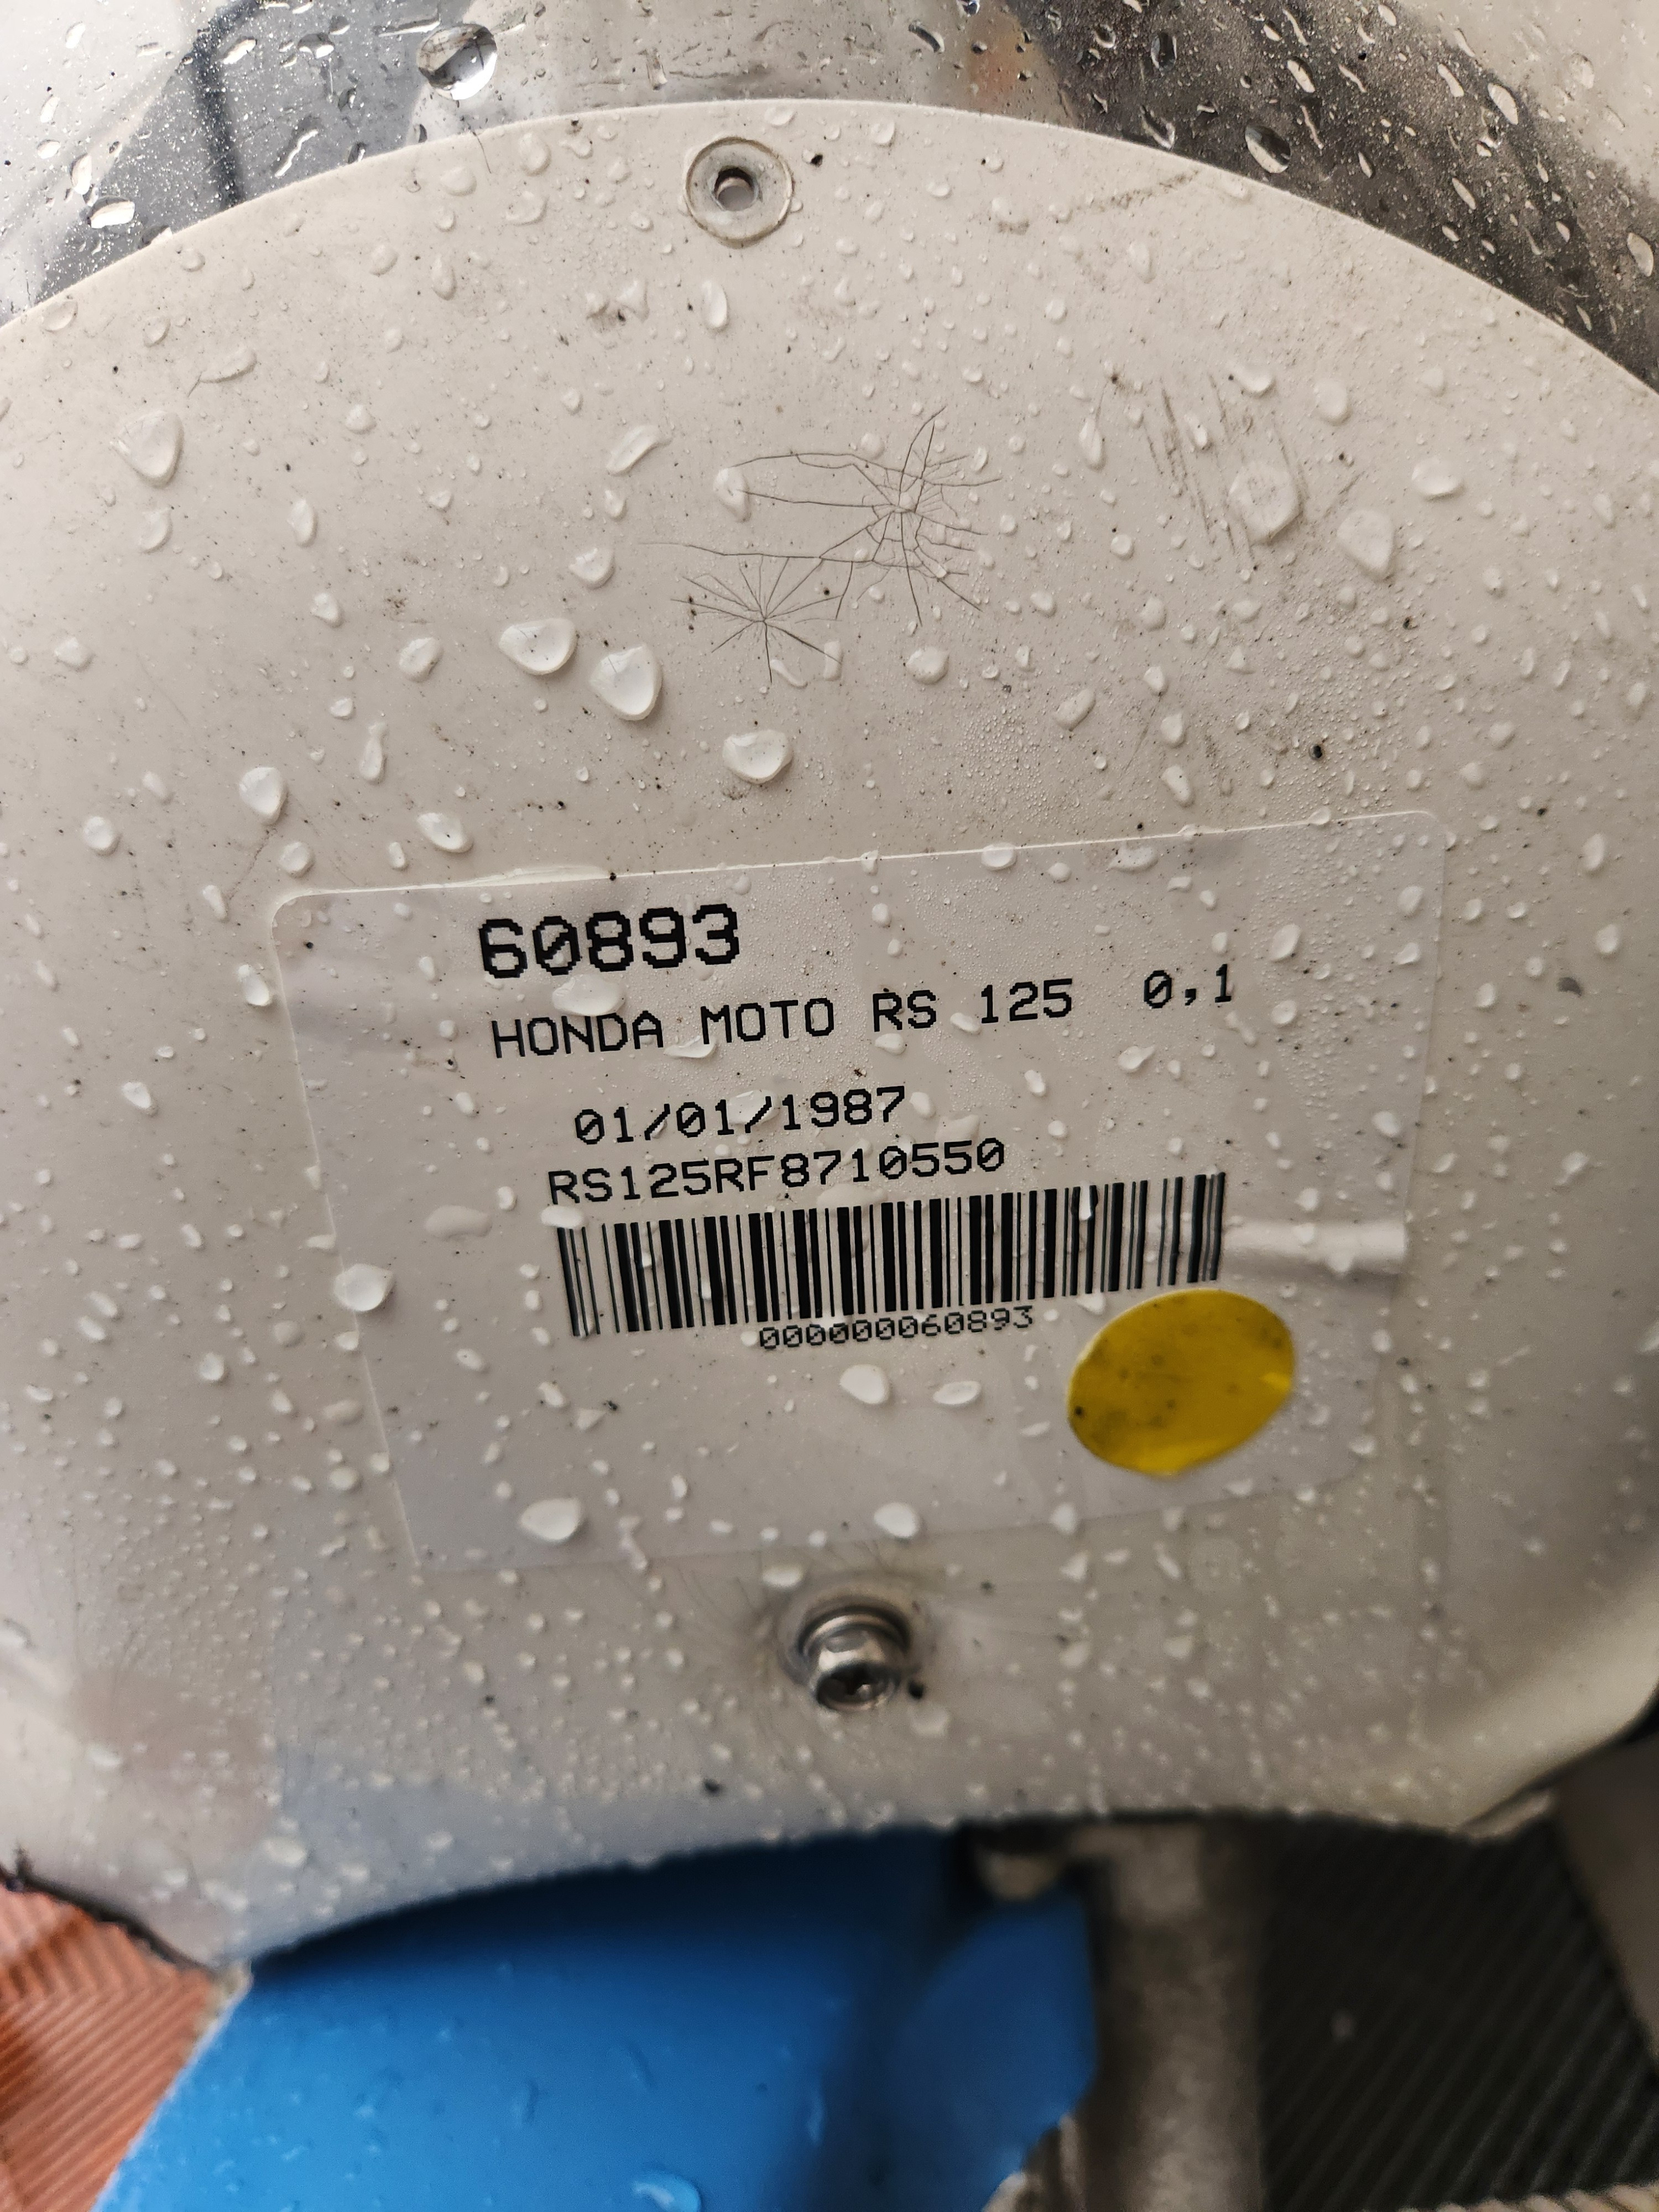 60893
HONDA MOTO RS 125 0,1
01/01/1987
RS125RF8710550
000000060893